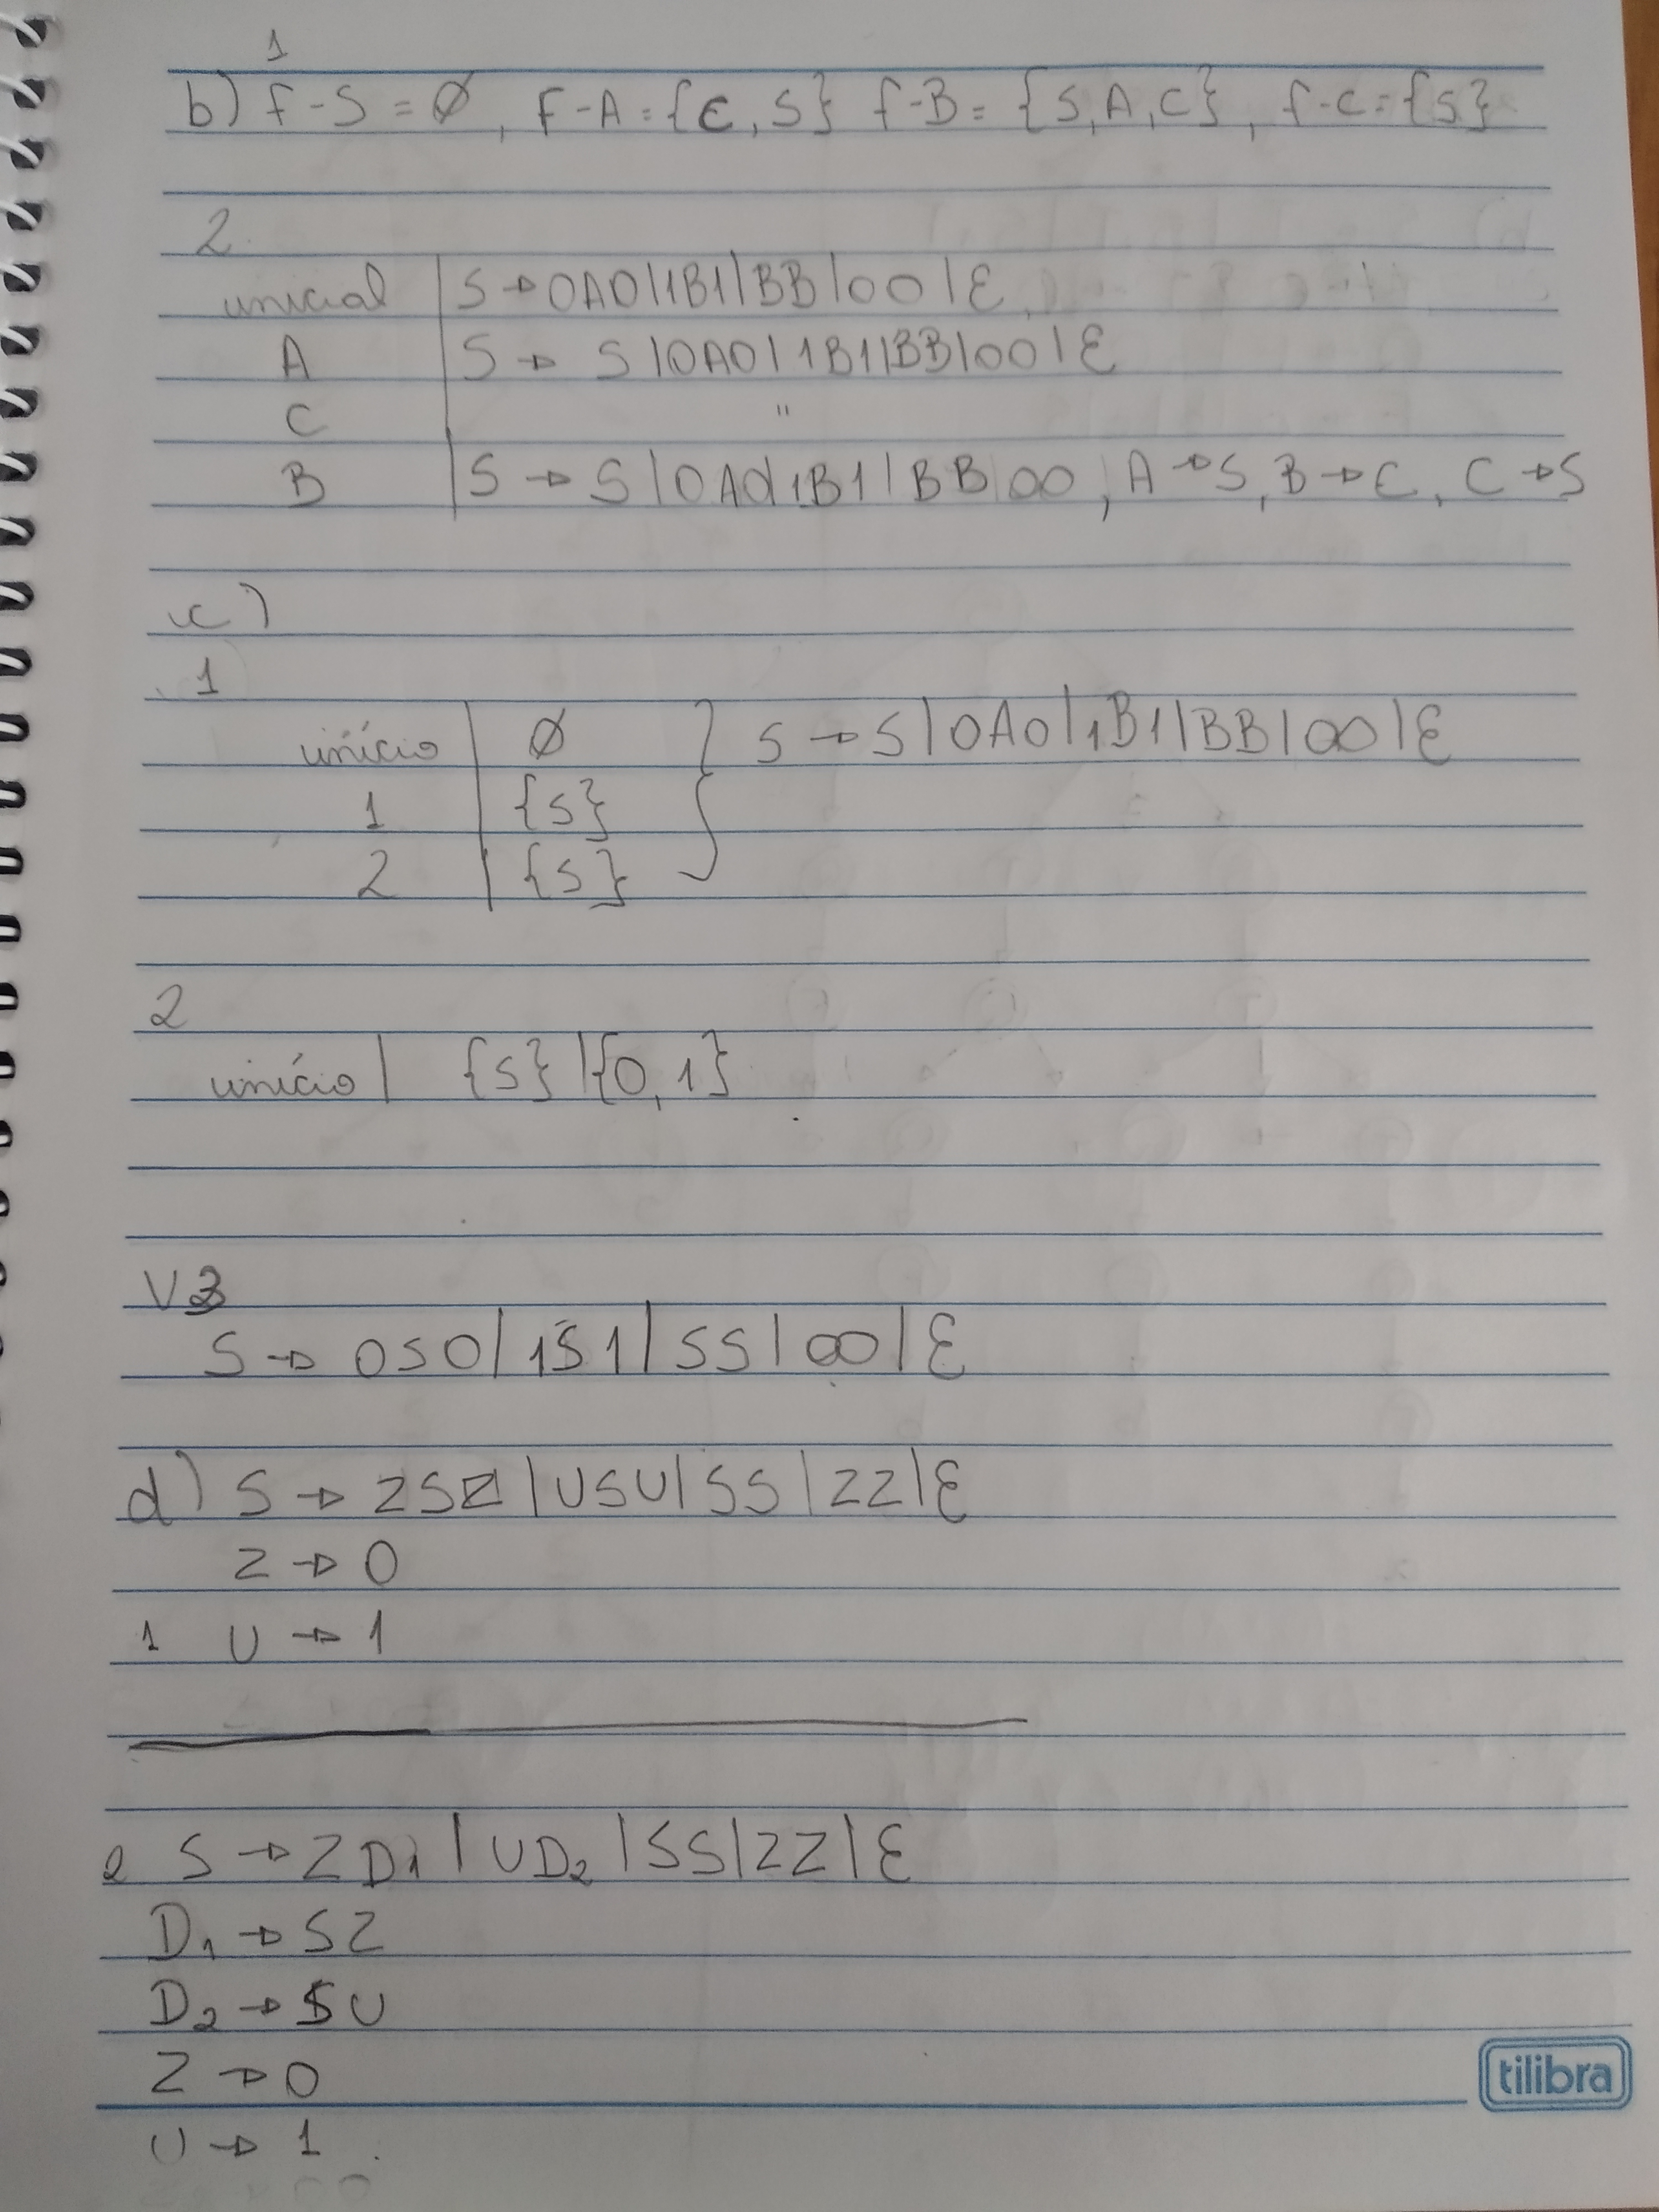 1
b) F-S = Ø, F-A = {C, S} F-B = {S, A, C}, F-C = {S}
2
inicial | S → 0A0 | 1B1 | BB | 00 | ε
A | S → S | 0A0 | 1B1 | BB | 00 | ε
C | "
B | S → S | 0A0 | 1B1 | BB | 00, A → S, B → C, C → S
c)
1
início | Ø } S → S | 0A0 | 1B1 | BB | 00 | ε
1 | {S}
2 | {S}
2
início | {S} | {0, 1}
V3
S → 0S0 | 1S1 | SS | 00 | ε
d) S → ZSZ | USU | SS | ZZ | ε
Z → 0
1 U → 1
2 S → ZD1 | UD2 | SS | ZZ | ε
D1 → SZ
D2 → SU
Z → 0
tilibra
U → 1